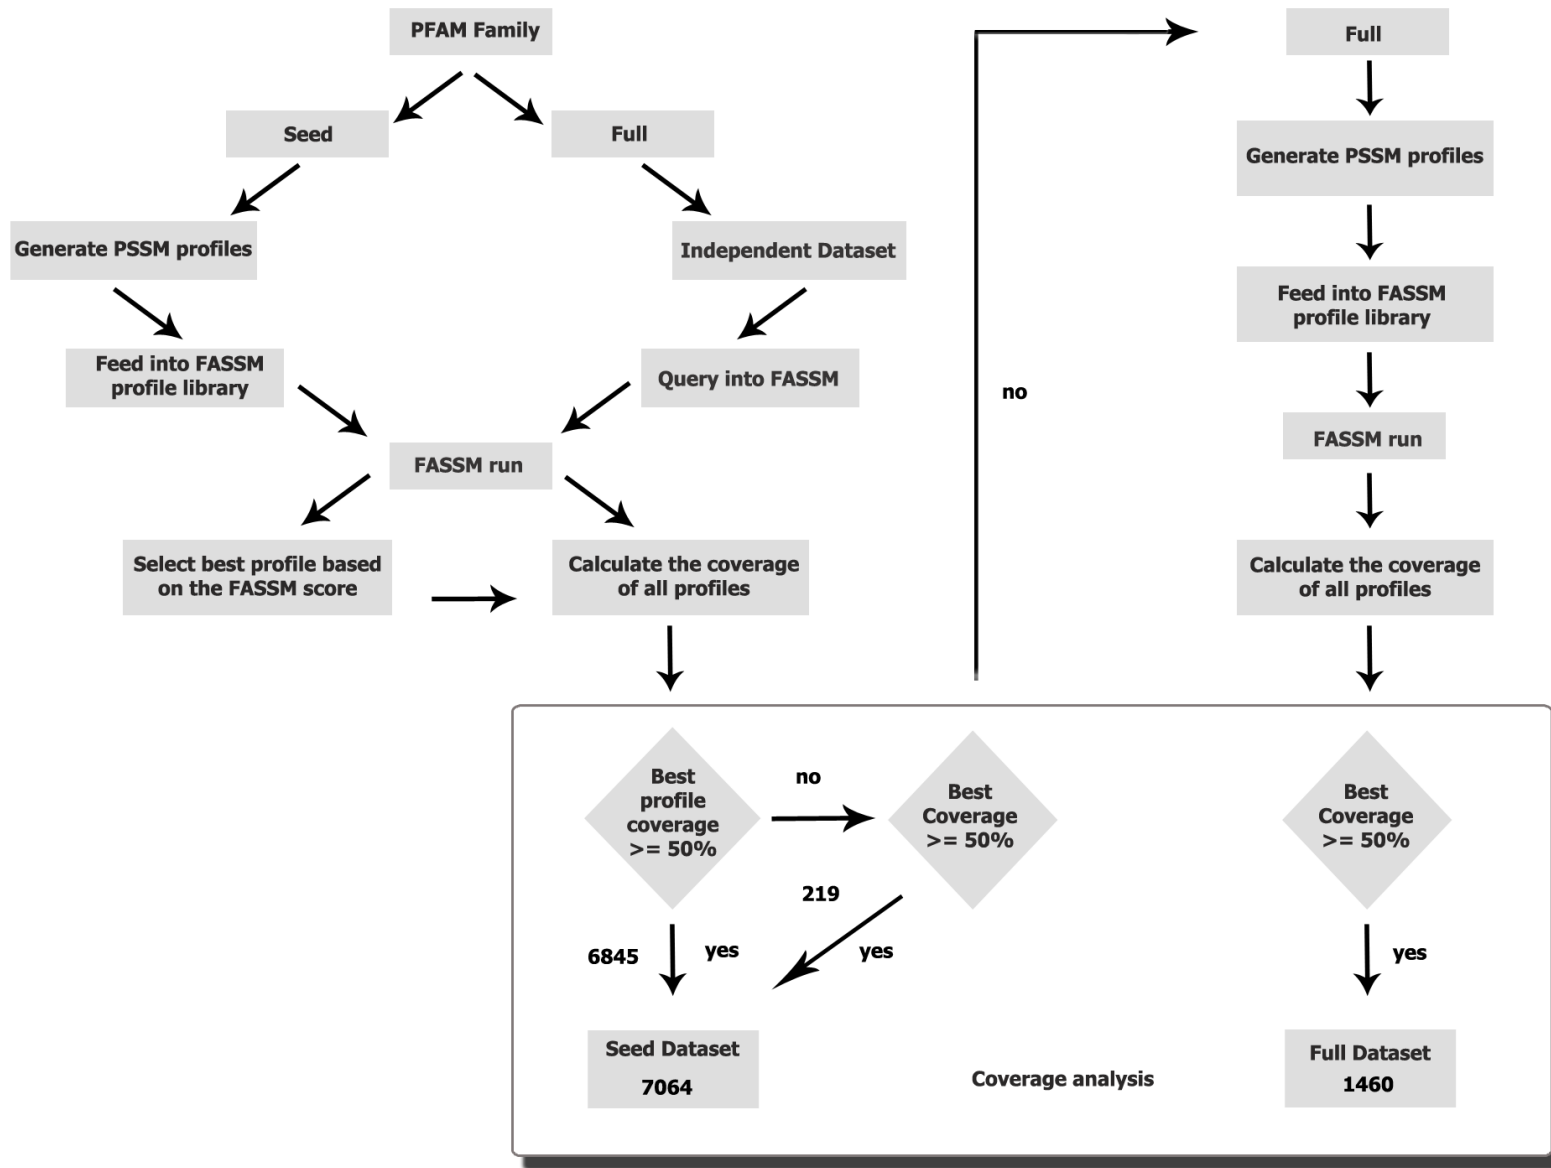 PFAM Family
Seed
Full
Generate PSSM profiles
Independent Dataset
Feed into FASSM
profile library
Query into FASSM
FASSM run
Select best profile based
on the FASSM score
Calculate the coverage
of all profiles
no
Full
Generate PSSM profiles
Feed into FASSM
profile library
FASSM run
Calculate the coverage
of all profiles
Best
profile
coverage
>= 50%
no
Best
Coverage
>= 50%
219
6845
yes
yes
Seed Dataset
7064
Coverage analysis
Best
Coverage
>= 50%
yes
Full Dataset
1460